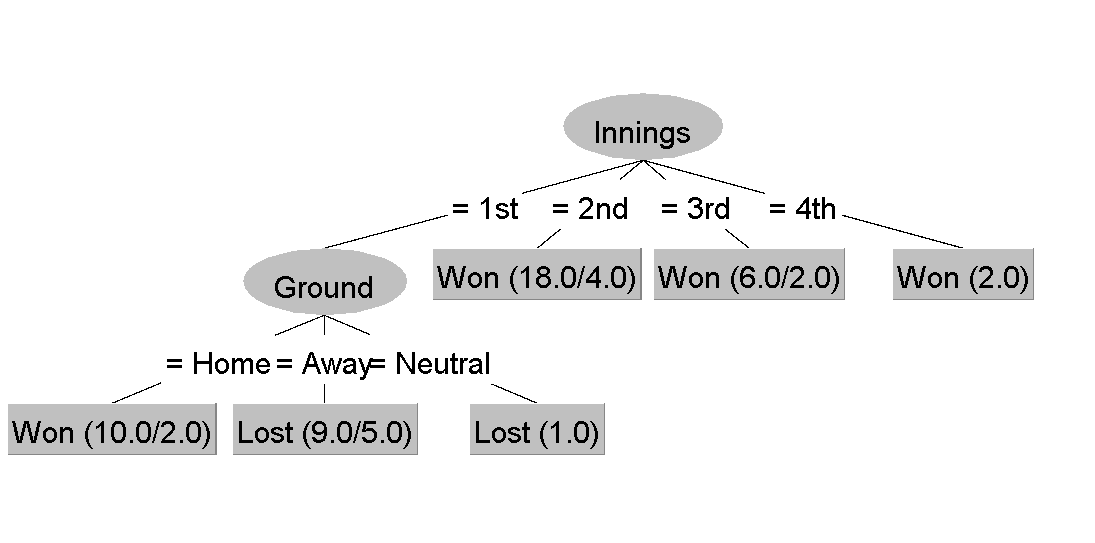 Innings
= 1st
= 2nd
= 3rd
= 4th
Ground
Won (18.0/4.0)
Won (6.0/2.0)
Won (2.0)
= Home
= Away
= Neutral
Won (10.0/2.0)
Lost (9.0/5.0)
Lost (1.0)